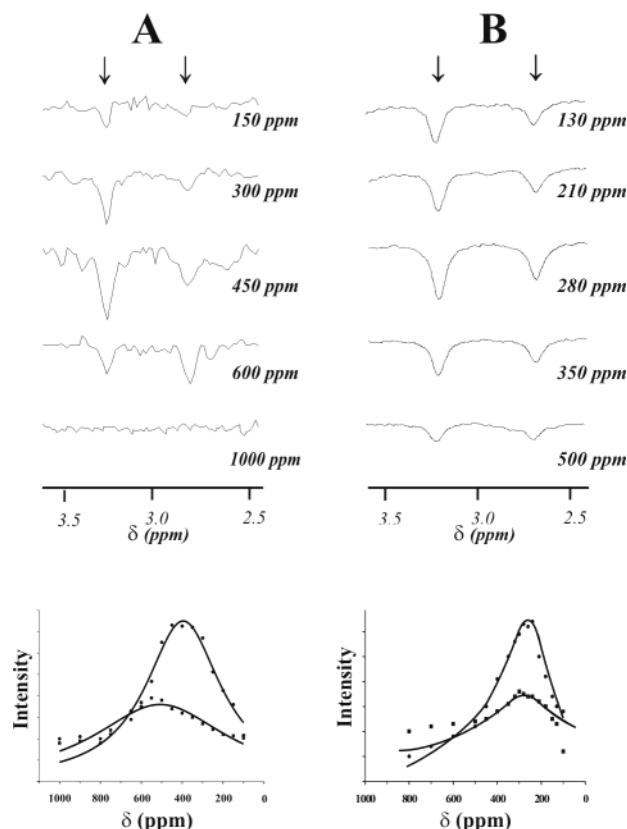 A B
150 ppm 130 ppm
300 ppm 210 ppm
450 ppm 280 ppm
600 ppm 350 ppm
1000 ppm 500 ppm
3.5 3.0 2.5 3.5 3.0 2.5
δ (ppm) δ (ppm)
Intensity Intensity
1000 800 600 400 200 0 1000 800 600 400 200 0
δ (ppm) δ (ppm)